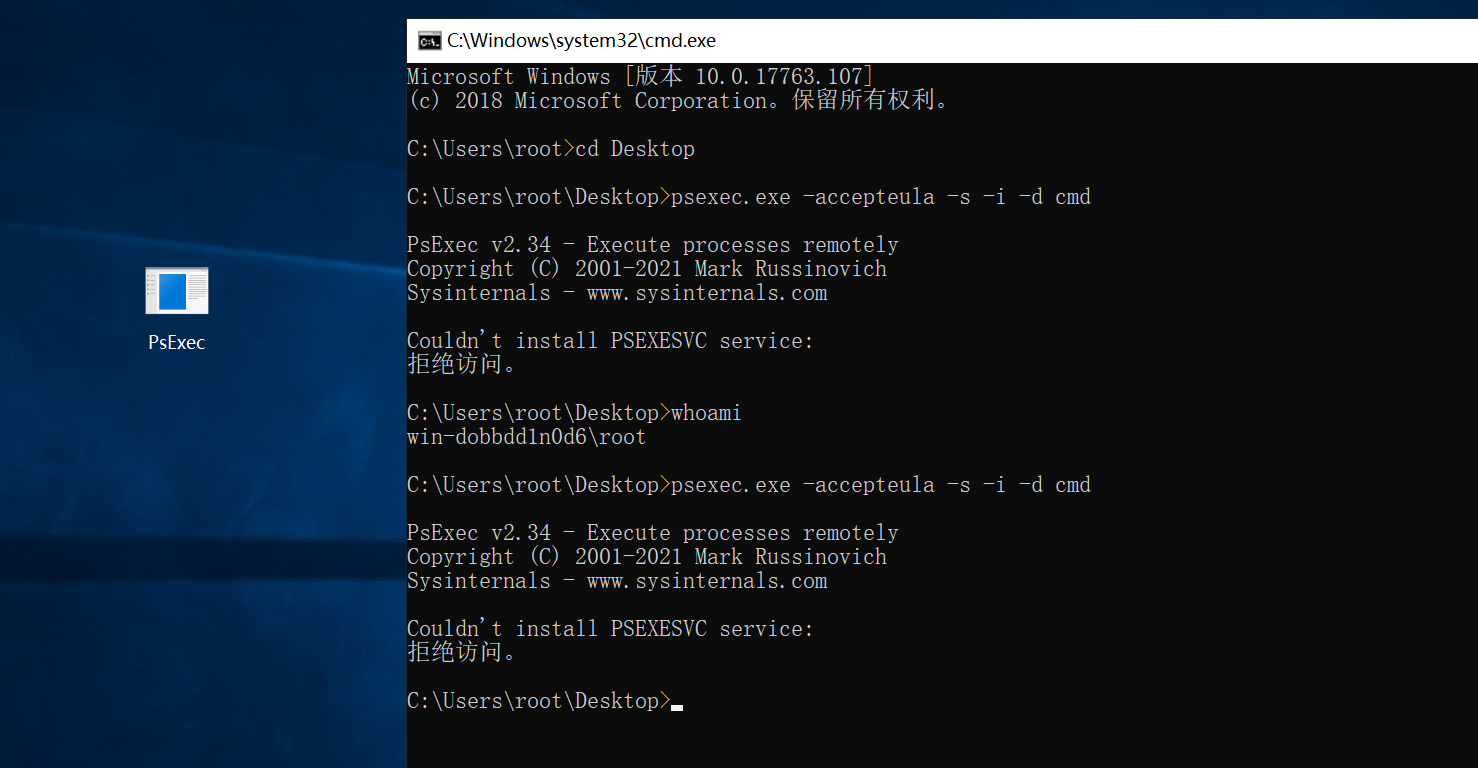 C:\Windows\system32\cmd.exe
Microsoft Windows [版本 10.0.17763.107]
(c) 2018 Microsoft Corporation。保留所有权利。
C:\Users\root>cd Desktop
C:\Users\root\Desktop>psexec.exe -accepteula -s -i -d cmd
PsExec v2.34 - Execute processes remotely
Copyright (C) 2001-2021 Mark Russinovich
Sysinternals - www.sysinternals.com
Couldn't install PSEXESVC service:
拒绝访问。
C:\Users\root\Desktop>whoami
win-dobbdd1n0d6\root
C:\Users\root\Desktop>psexec.exe -accepteula -s -i -d cmd
PsExec v2.34 - Execute processes remotely
Copyright (C) 2001-2021 Mark Russinovich
Sysinternals - www.sysinternals.com
Couldn't install PSEXESVC service:
拒绝访问。
C:\Users\root\Desktop>
PsExec